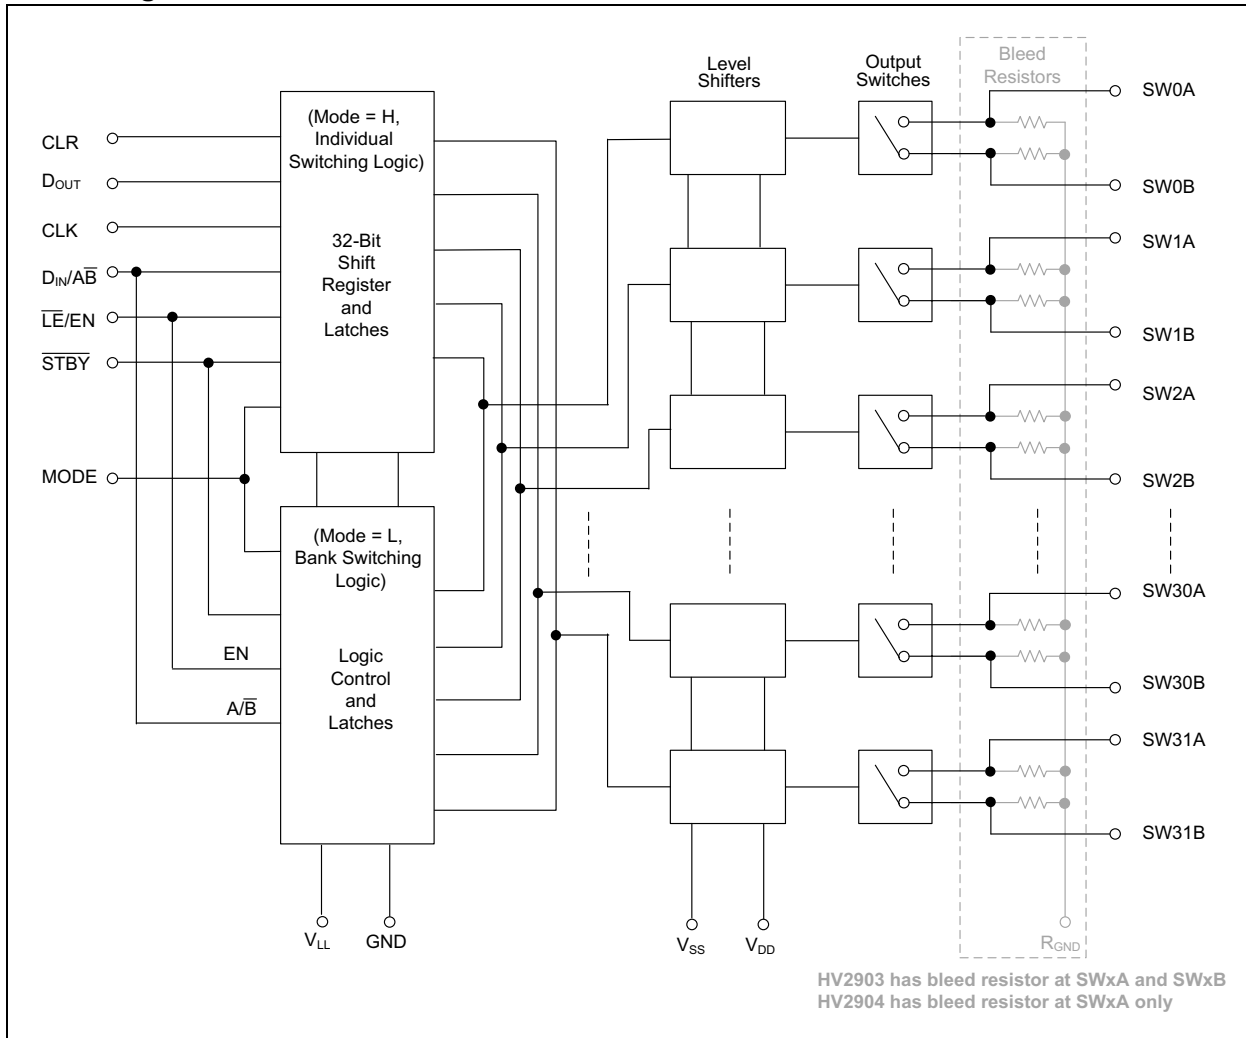 CLR
DOUT
CLK
DIN/AB̅
L̅E̅/EN
S̅T̅B̅Y̅
MODE
(Mode = H,
Individual
Switching Logic)
32-Bit
Shift
Register
and
Latches
(Mode = L,
Bank Switching
Logic)
Logic
Control
and
Latches
EN
A/B̅
VLL
GND
Level
Shifters
Output
Switches
Bleed
Resistors
SW0A
SW0B
SW1A
SW1B
SW2A
SW2B
SW30A
SW30B
SW31A
SW31B
VSS
VDD
RGND
HV2903 has bleed resistor at SWxA and SWxB
HV2904 has bleed resistor at SWxA only